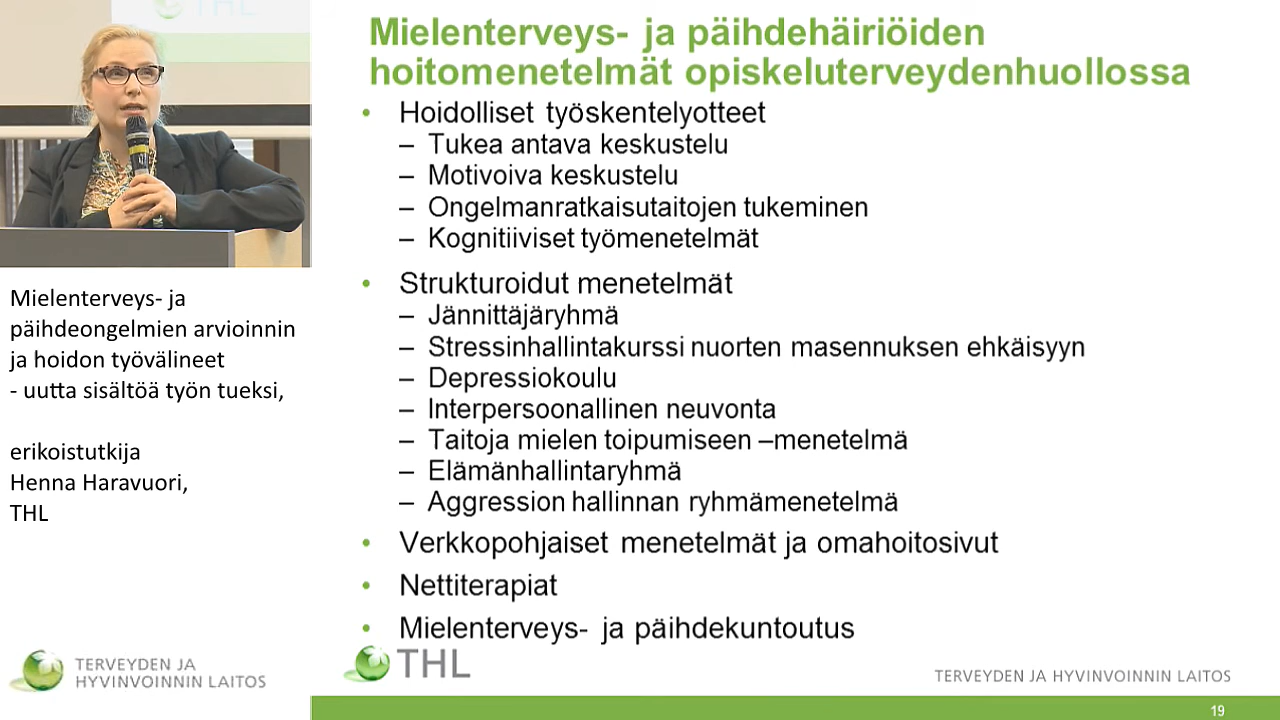 THL
Mielenterveys- ja
päihdeongelmien arvioinnin
ja hoidon työvälineet
- uutta sisältöä työn tueksi,
erikoistutkija
Henna Haravuori,
THL
TERVEYDEN JA
HYVINVOINNIN LAITOS
Mielenterveys- ja päihdehäiriöiden
hoitomenetelmät opiskeluterveydenhuollossa
• Hoidolliset työskentelyotteet
– Tukea antava keskustelu
– Motivoiva keskustelu
– Ongelmanratkaisutaitojen tukeminen
– Kognitiiviset työmenetelmät
• Strukturoidut menetelmät
– Jännittäjäryhmä
– Stressinhallintakurssi nuorten masennuksen ehkäisyyn
– Depressiokoulu
– Interpersoonallinen neuvonta
– Taitoja mielen toipumiseen –menetelmä
– Elämänhallintaryhmä
– Aggression hallinnan ryhmämenetelmä
• Verkkopohjaiset menetelmät ja omahoitosivut
• Nettiterapiat
• Mielenterveys- ja päihdekuntoutus
THL
TERVEYDEN JA HYVINVOINNIN LAITOS
19